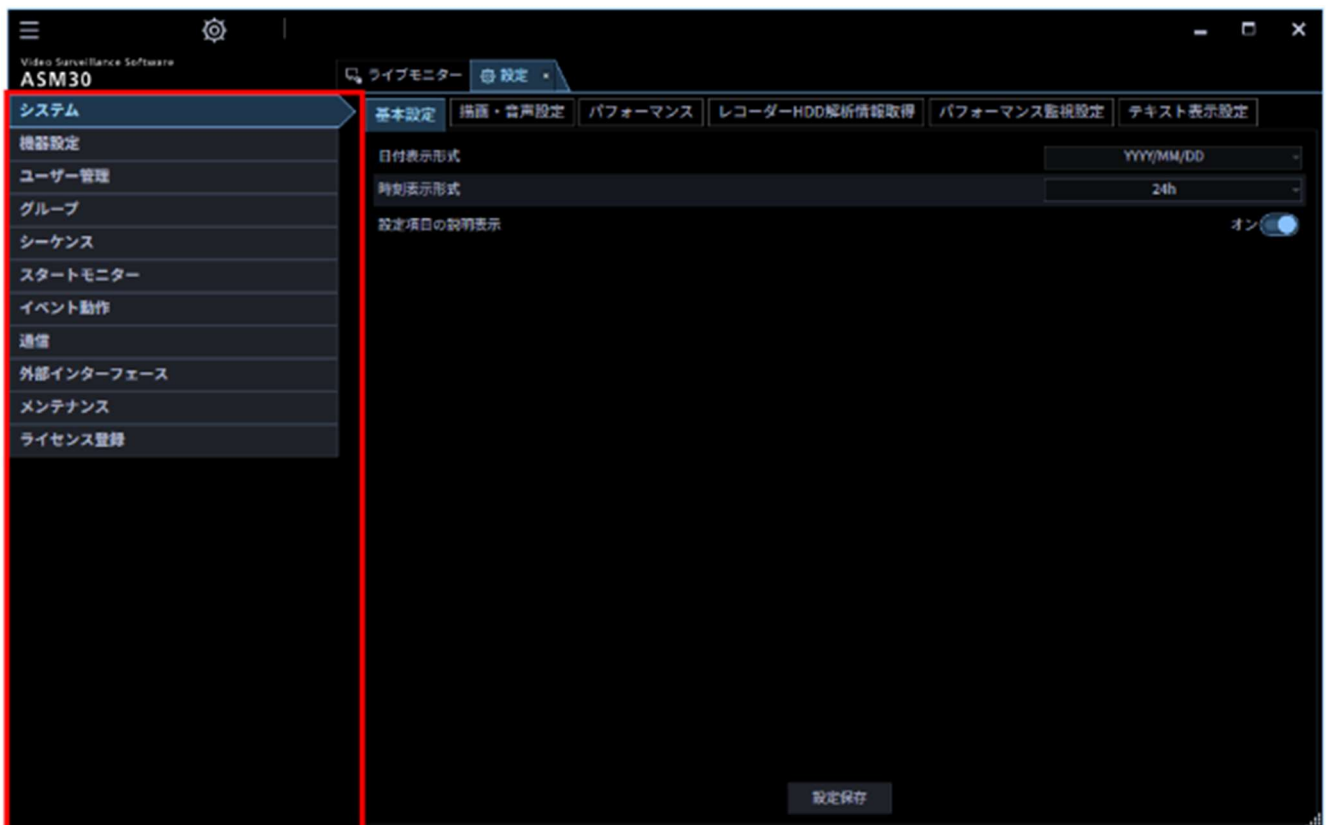 Video Surveillance Software
ASM30
ライブモニター
設定
システム
機器設定
ユーザー管理
グループ
シーケンス
スタートモニター
イベント動作
通信
外部インターフェース
メンテナンス
ライセンス登録
基本設定 描画・音声設定 パフォーマンス レコーダーHDD解析情報取得 パフォーマンス監視設定 テキスト表示設定
日付表示形式 YYYY/MM/DD
時刻表示形式 24h
設定項目の説明表示 オン
設定保存